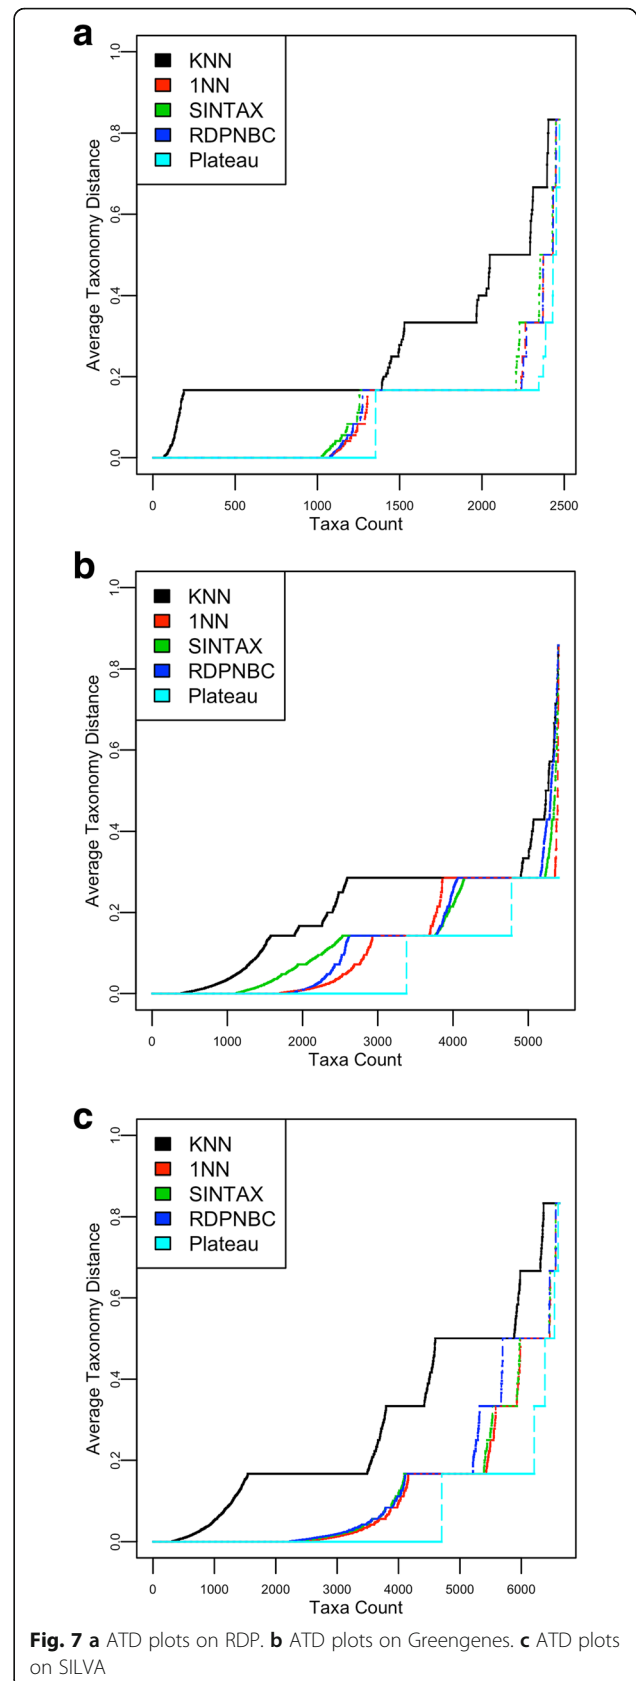 a
KNN
1NN
SINTAX
RDPNBC
Plateau
Average Taxonomy Distance
0.0 0.2 0.4 0.6 0.8 1.0
0 500 1000 1500 2000 2500
Taxa Count
b
KNN
1NN
SINTAX
RDPNBC
Plateau
Average Taxonomy Distance
0.0 0.2 0.4 0.6 0.8 1.0
0 1000 2000 3000 4000 5000
Taxa Count
c
KNN
1NN
SINTAX
RDPNBC
Plateau
Average Taxonomy Distance
0.0 0.2 0.4 0.6 0.8 1.0
0 1000 2000 3000 4000 5000 6000
Taxa Count
Fig. 7 a ATD plots on RDP. b ATD plots on Greengenes. c ATD plots
on SILVA